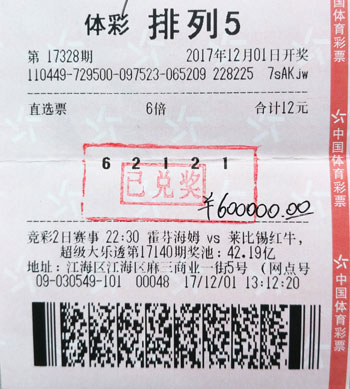 体彩 排列5
第 17328期 2017年12月01日开奖
110449-729500-097523-065209 228225 7sAKjw
直选票 6倍 合计12元
6 2 1 2 1
已兑奖
¥600000.00
竞彩2日赛事 22:30 霍芬海姆 vs 莱比锡红牛,
超级大乐透第17140期奖池: 42.19亿
地址: 江海区江海区麻三商业一街5号 (网点号
09-030549-101 00048 17/12/01 13:12:20
中国体育彩票
中国体育彩票